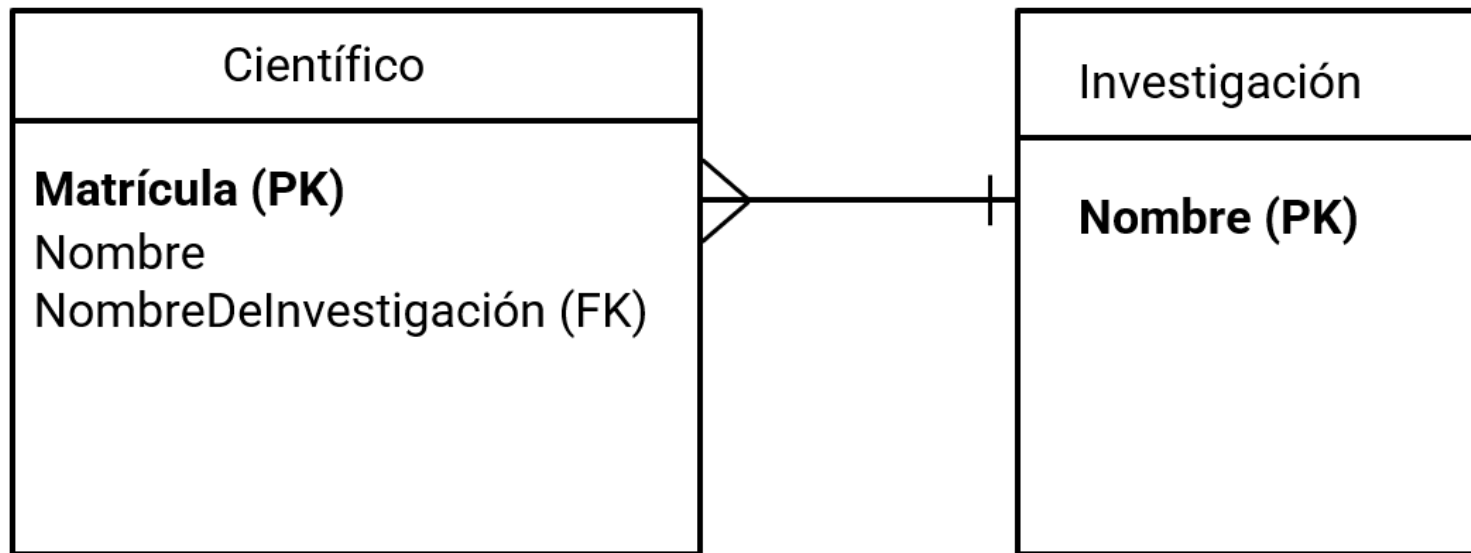 Científico
Matrícula (PK)
Nombre
NombreDeInvestigación (FK)
Investigación
Nombre (PK)